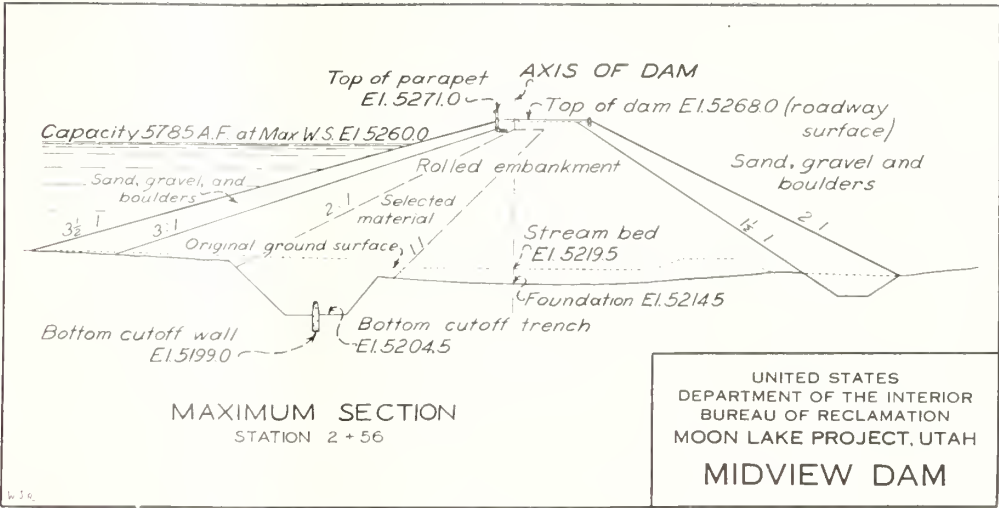 Top of parapet
El. 5271.0
AXIS OF DAM
Top of dam El. 5268.0 (roadway
surface)
Capacity 5785 A.F. at Max W.S. El 5260.0
Rolled embankment
Sand, gravel and
boulders
Sand, gravel, and
boulders
2:1
Selected
material
3½ 1
3:1
1½ 1
2 1
Original ground surface
1:1
Stream bed
El. 5219.5
Foundation El. 5214.5
Bottom cutoff wall
El. 5199.0
Bottom cutoff trench
El. 5204.5
MAXIMUM SECTION
STATION 2+56
UNITED STATES
DEPARTMENT OF THE INTERIOR
BUREAU OF RECLAMATION
MOON LAKE PROJECT, UTAH
MIDVIEW DAM